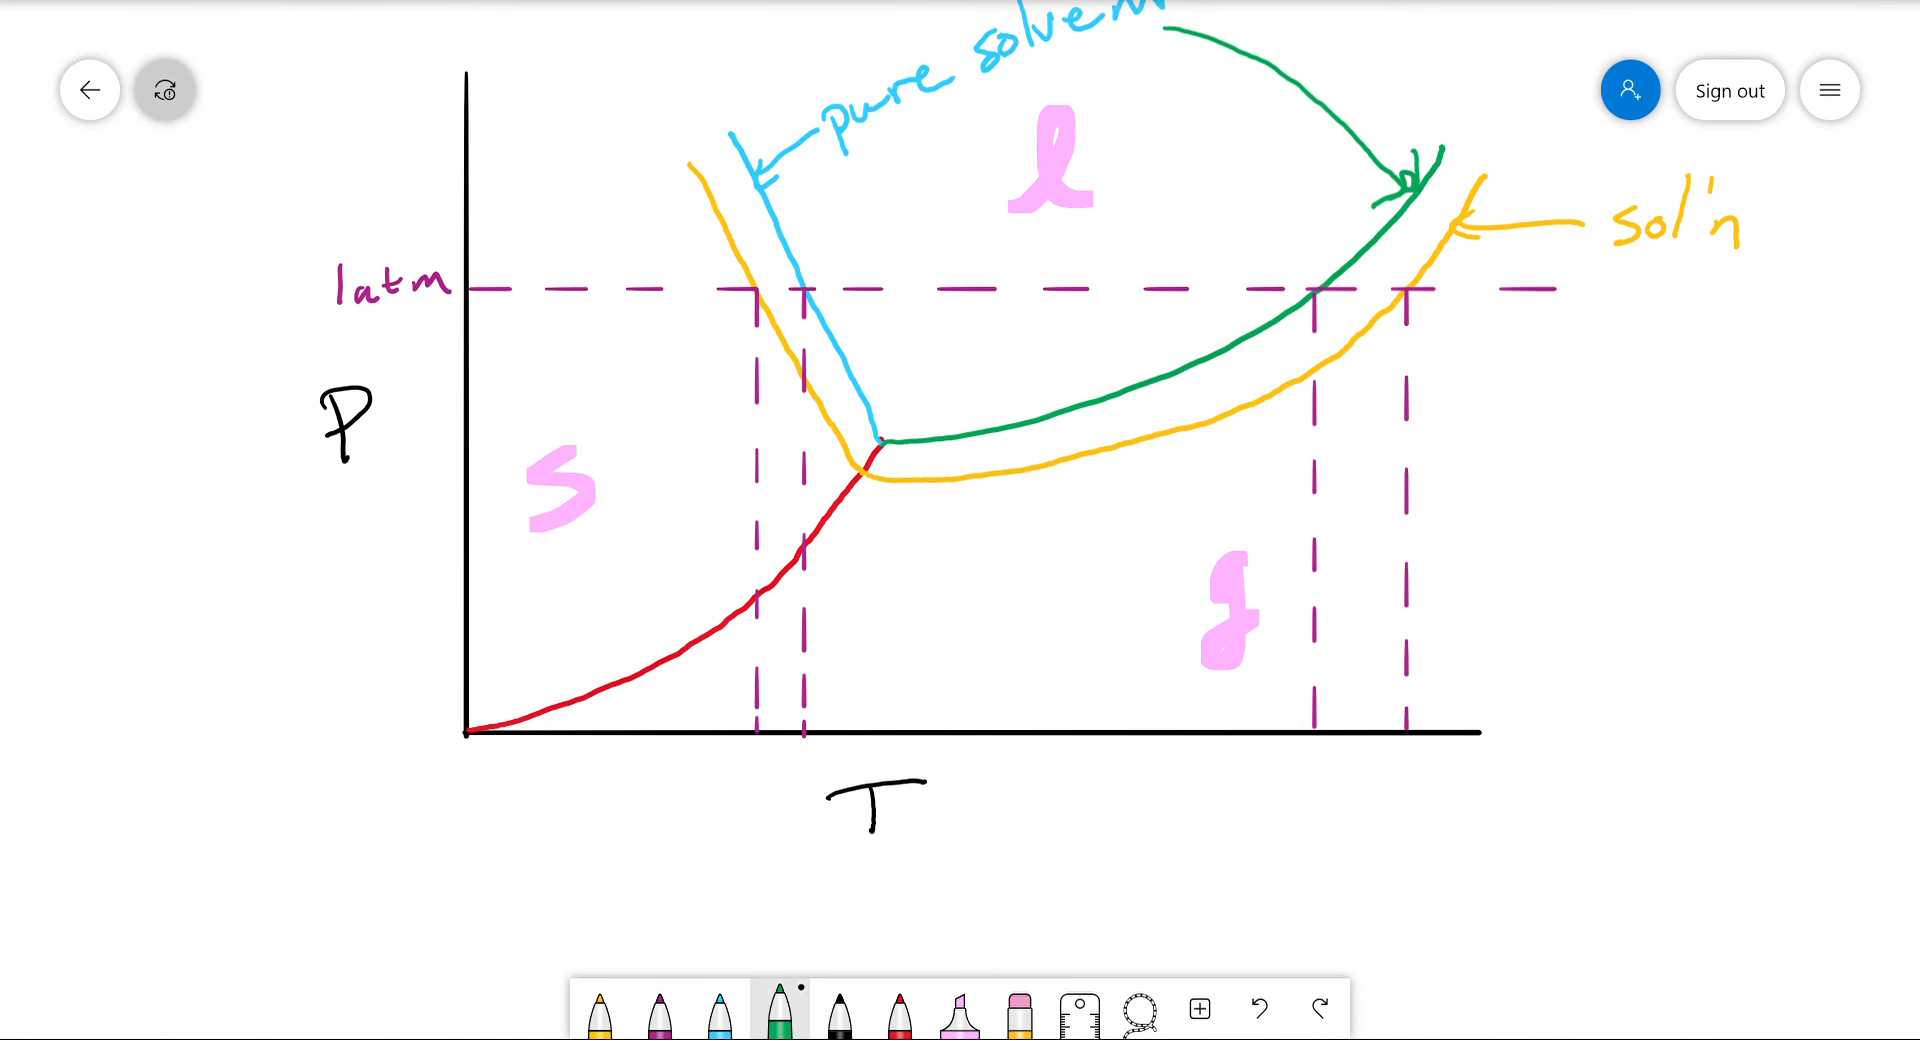 pure solvent
l
Sign out
sol'n
1atm
P
s
g
T